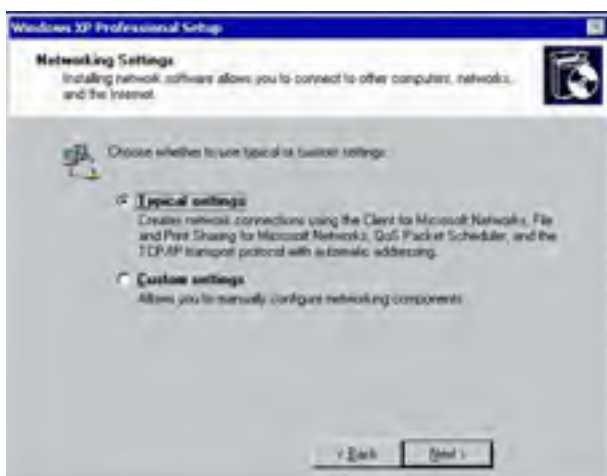 Windows XP Professional Setup
Networking Settings
Installing network software allows you to connect to other computers, networks,
and the Internet.
Choose whether to use typical or custom settings:
Typical settings
Creates network connections using the Client for Microsoft Networks, File
and Print Sharing for Microsoft Networks, QoS Packet Scheduler, and the
TCP/IP transport protocol with automatic addressing.
Custom settings
Allows you to manually configure networking components.
< Back
Next >